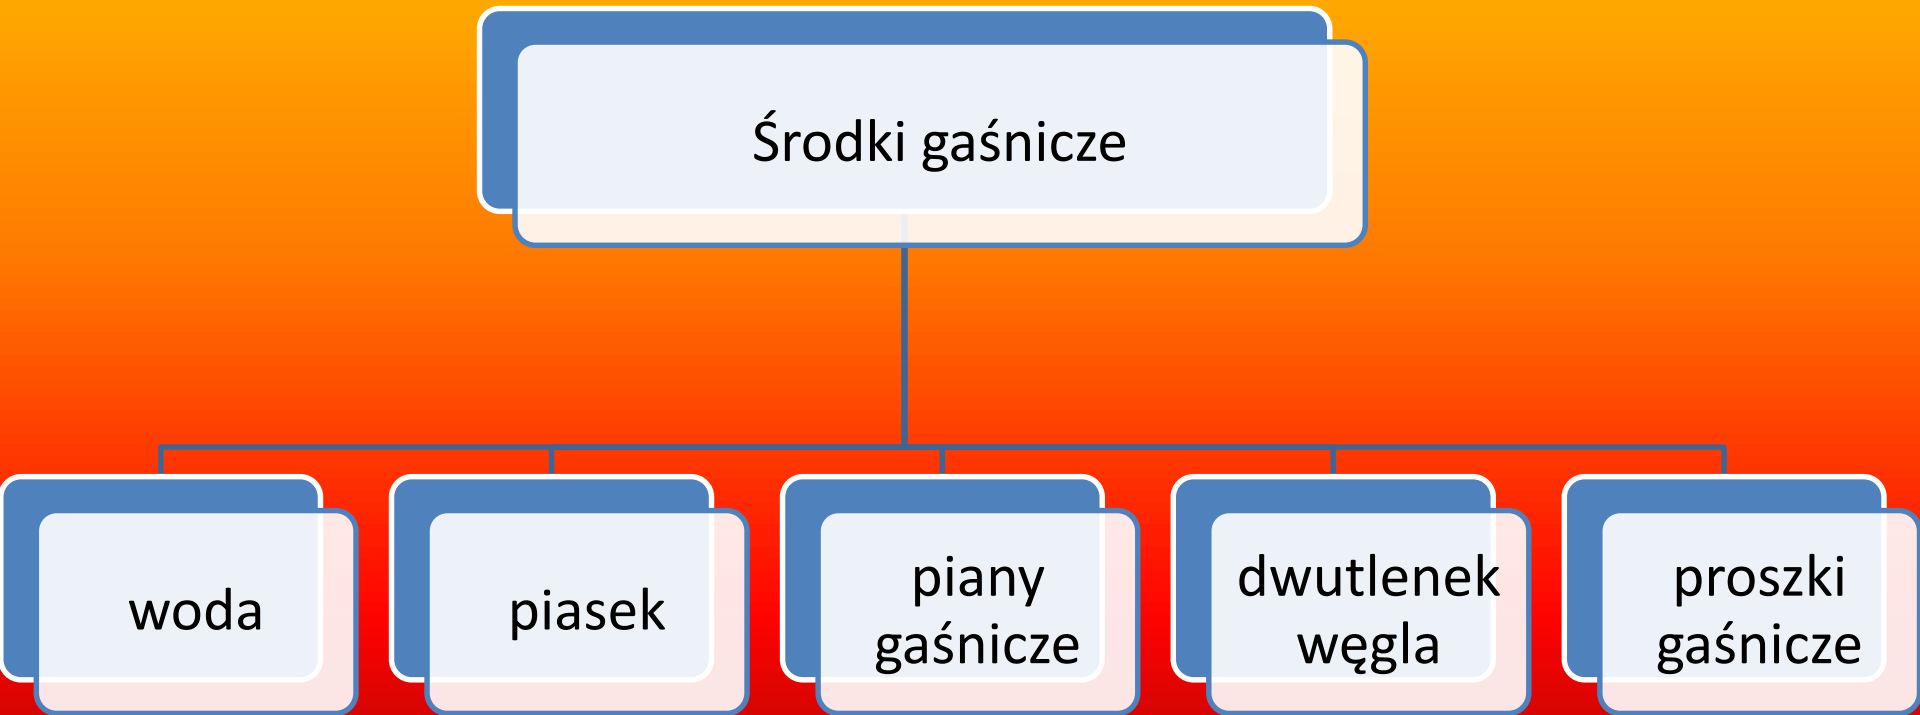 Środki gaśnicze
woda
piasek
piany
gaśnicze
dwutlenek
węgla
proszki
gaśnicze